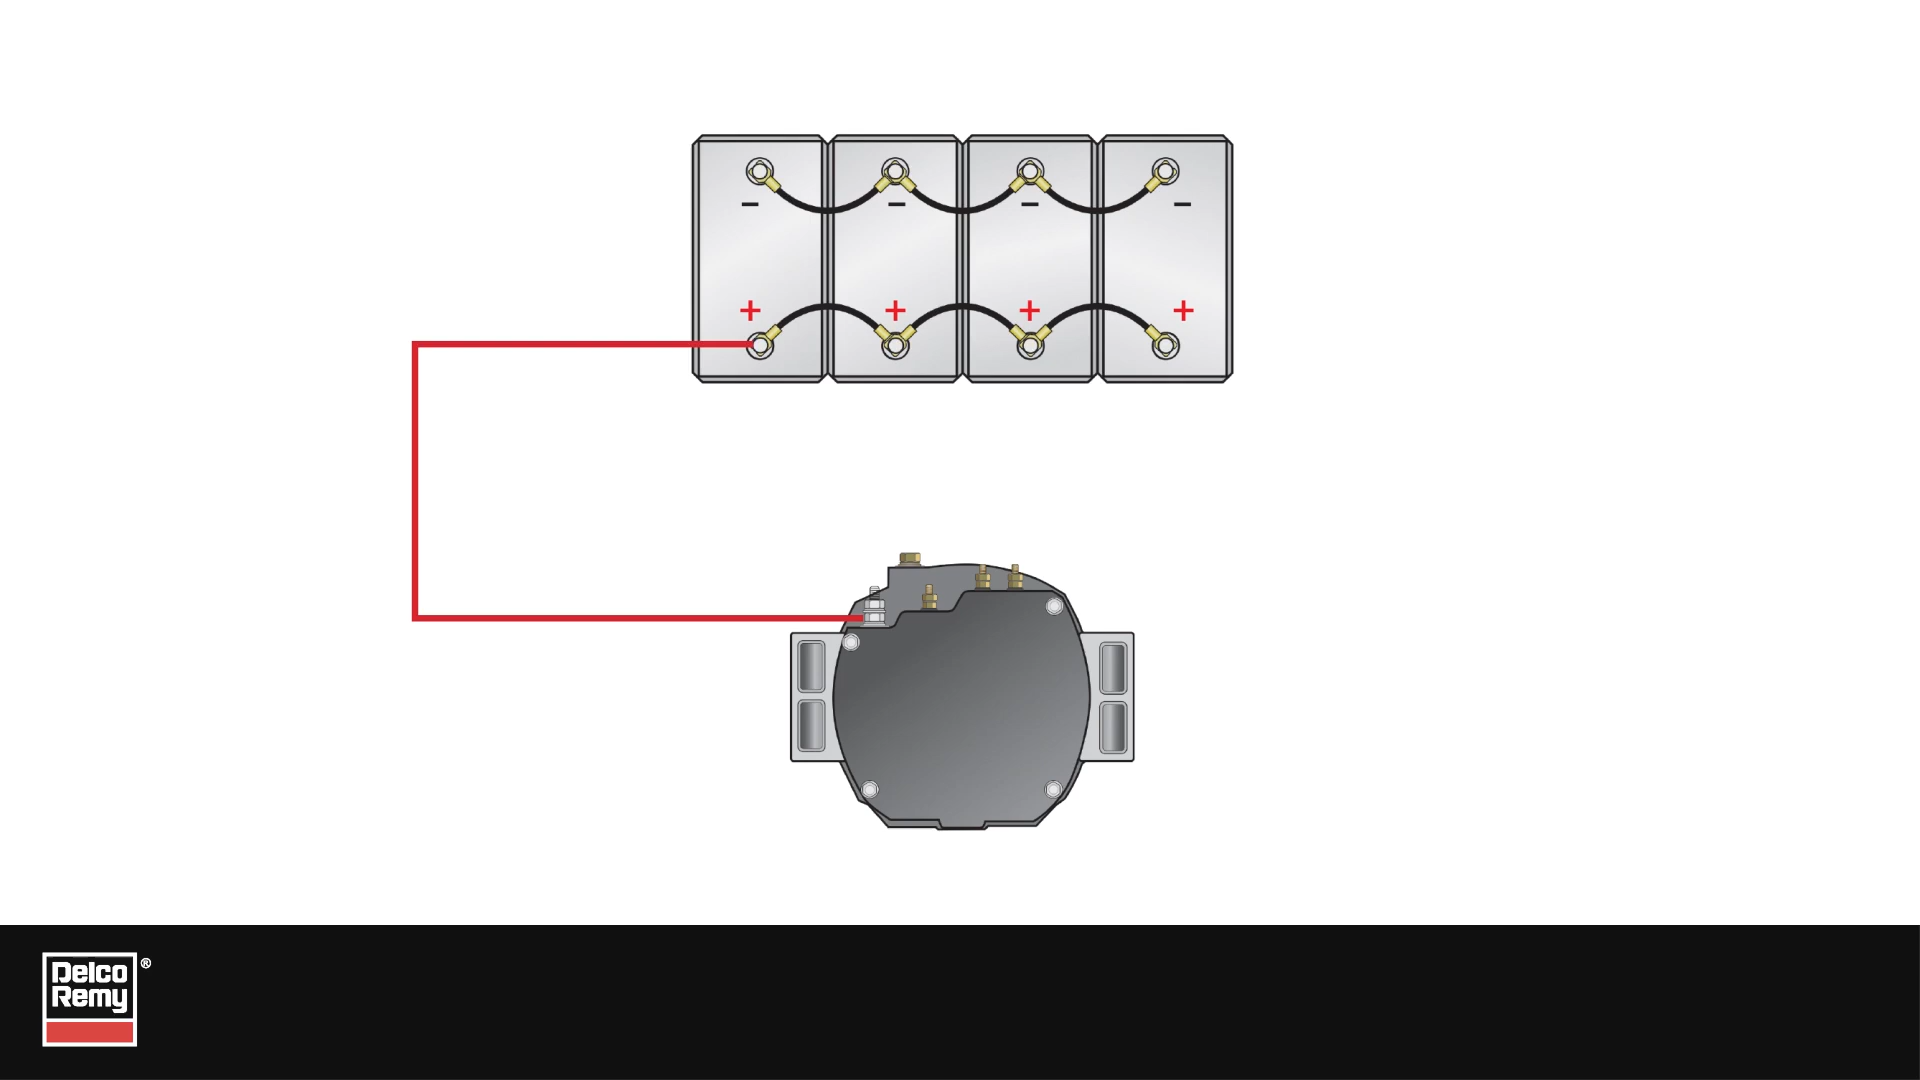 − − − −
+ + + +
Delco
Remy
®